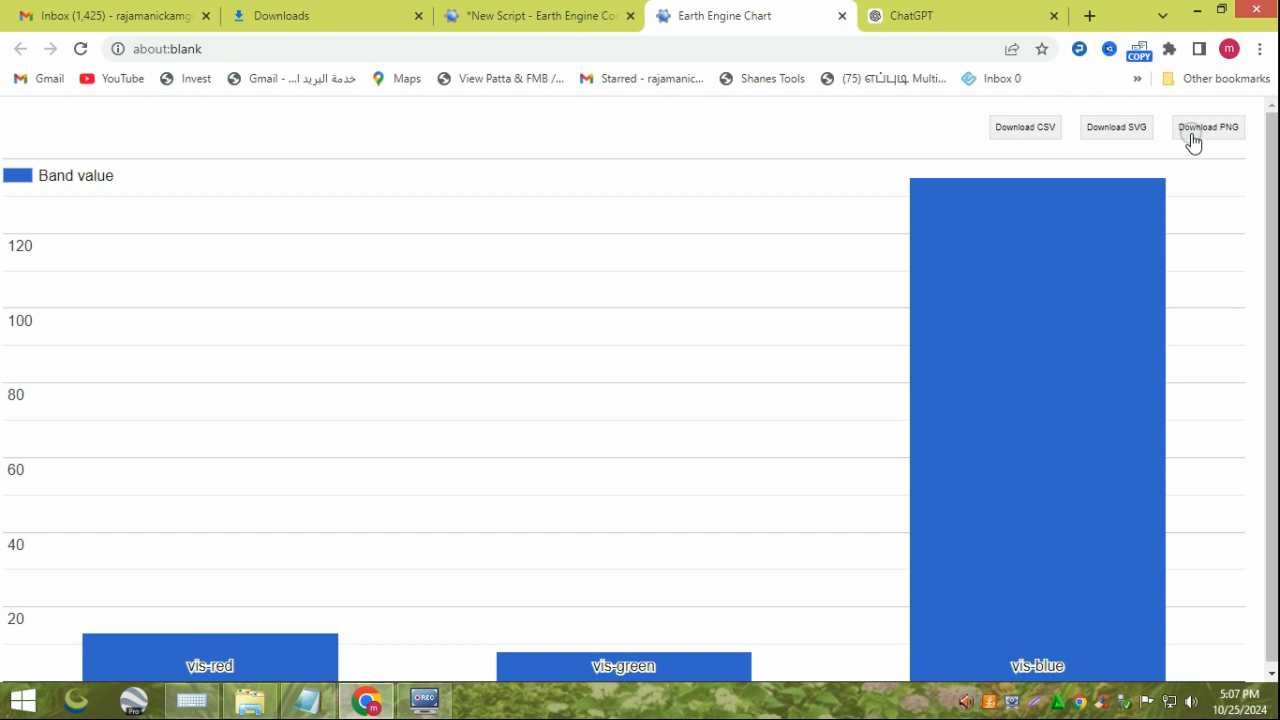 Inbox (1,425) - rajamanickamg
Downloads
*New Script - Earth Engine Co
Earth Engine Chart
ChatGPT
about:blank
COPY
m
Gmail
YouTube
Invest
Gmail - خدمة البريد ا...
Maps
View Patta & FMB /...
Starred - rajamanic...
Shanes Tools
(75) எப்படி Multi...
Inbox 0
»
Other bookmarks
Download CSV
Download SVG
Download PNG
Band value
120
100
80
60
40
20
vis-red
vis-green
vis-blue
Pro
m
REC
5:07 PM
10/25/2024